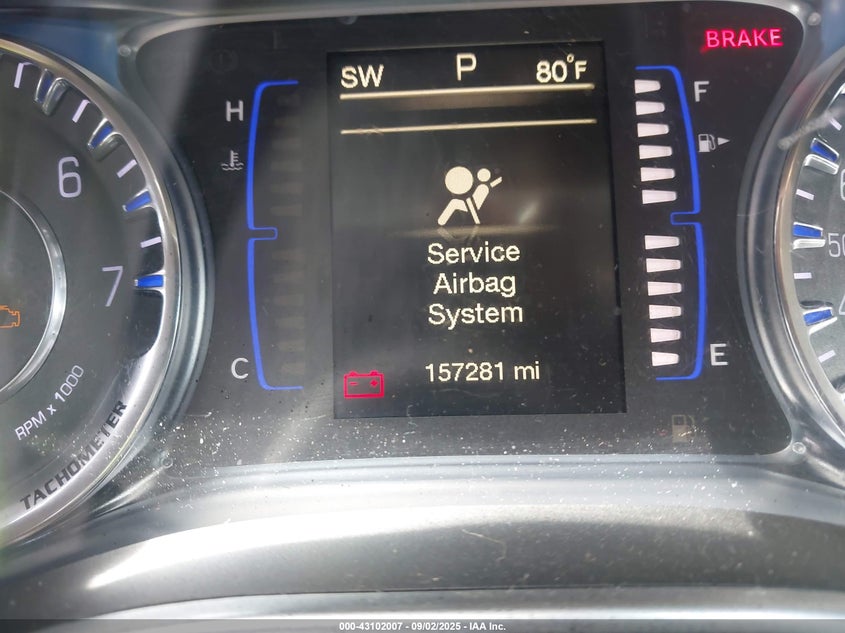 BRAKE
SW P 80°F
H
F
6
7
Service
Airbag
System
157281 mi
C
E
RPM x 1000
TACHOMETER
000-43102007 - 09/02/2025 - IAA Inc.